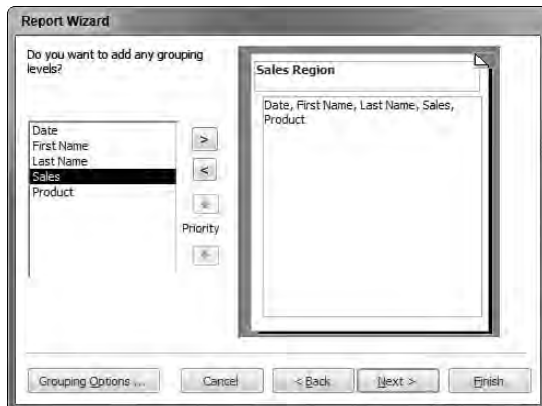 Report Wizard
Do you want to add any grouping
levels?
Date
First Name
Last Name
Sales
Product
>
<
Priority
Sales Region
Date, First Name, Last Name, Sales,
Product
Grouping Options ...
Cancel
< Back
Next >
Finish